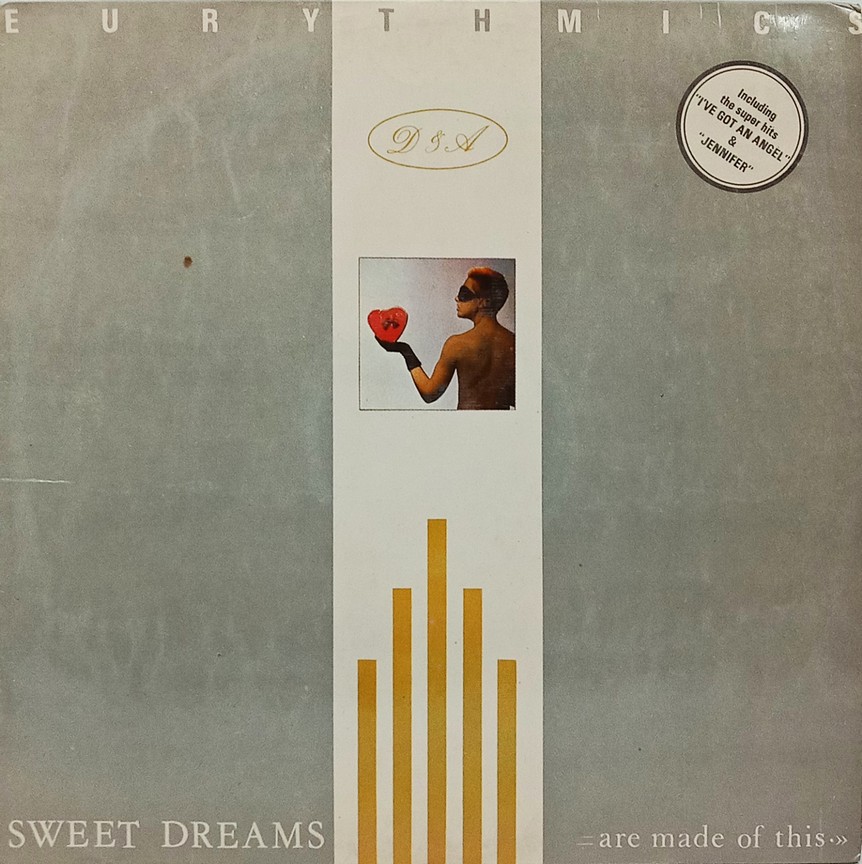 EURYTHMICS
D & A
Including
the super hits
"I'VE GOT AN ANGEL"
&
"JENNIFER"
SWEET DREAMS
=are made of this·»